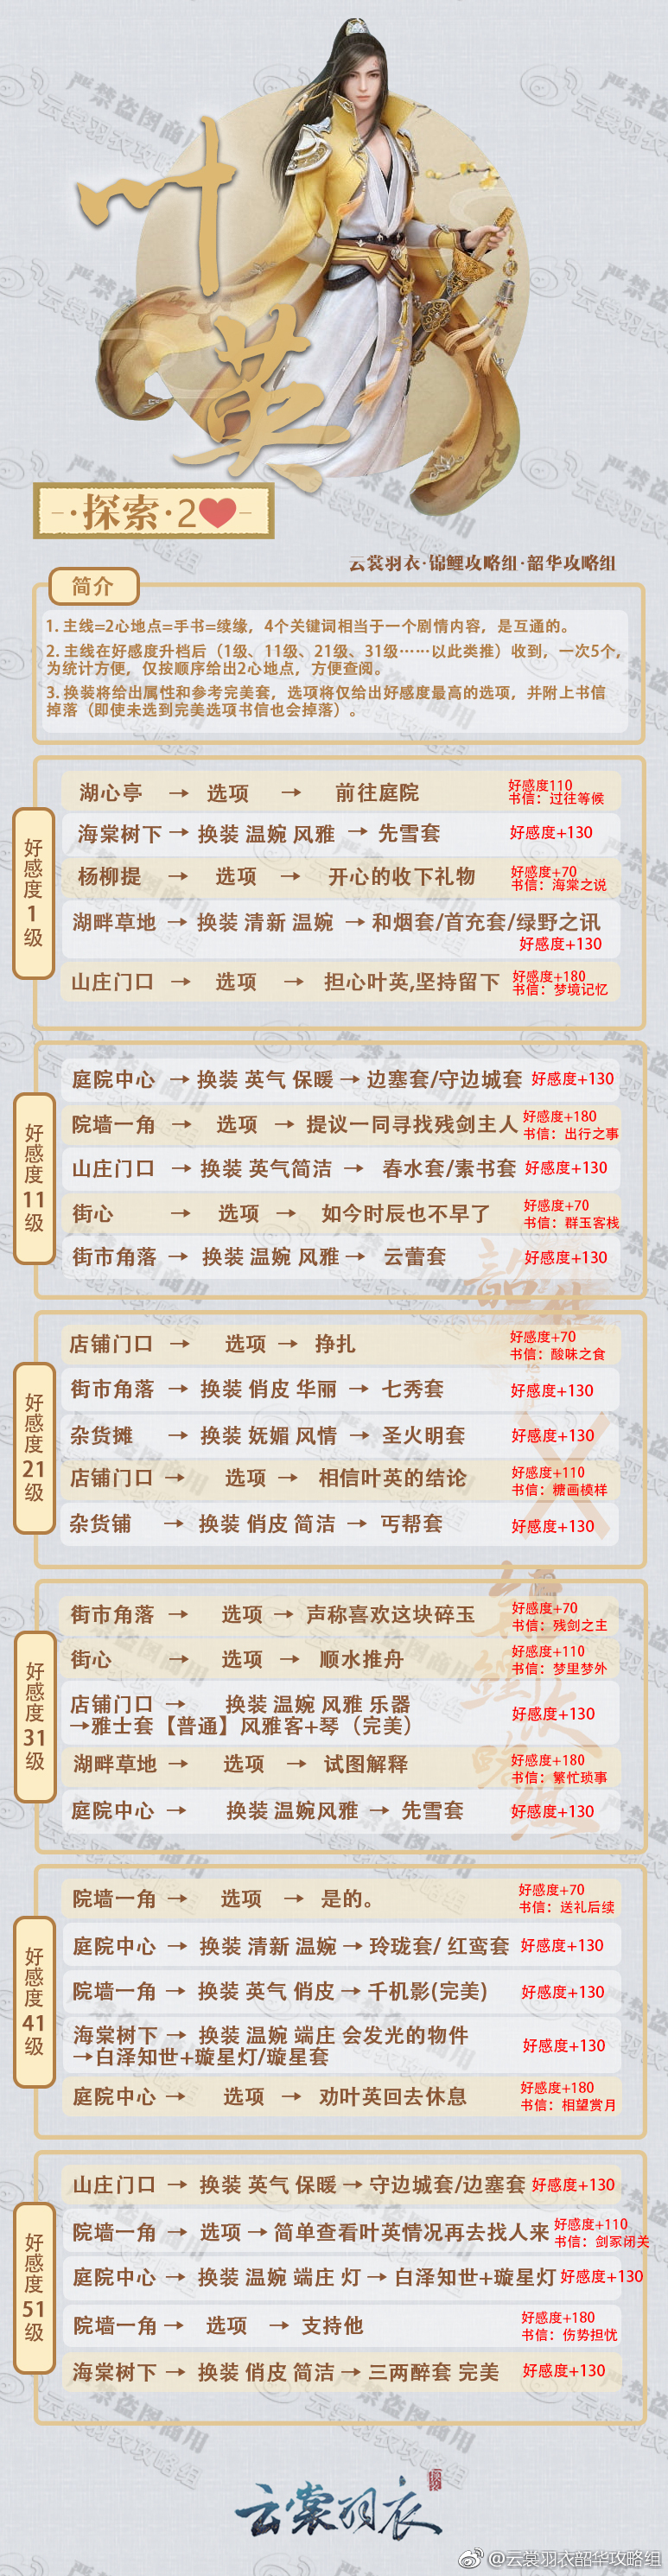 叶英
·探索·2
云裳羽衣·锦鲤攻略组·韶华攻略组
简介
1. 主线=2心地点=手书=续缘，4个关键词相当于一个剧情内容，是互通的。
2. 主线在好感度升档后（1级、11级、21级、31级……以此类推）收到，一次5个，
为统计方便，仅按顺序给出2心地点，方便查阅。
3. 换装将给出属性和参考完美套，选项将仅给出好感度最高的选项，并附上书信
掉落（即使未选到完美选项书信也会掉落）。
好感度1级
湖心亭 → 选项 → 前往庭院 好感度110
书信：过往等候
海棠树下 → 换装 温婉 风雅 → 先雪套 好感度+130
杨柳提 → 选项 → 开心的收下礼物 好感度+70
书信：海棠之说
湖畔草地 → 换装 清新 温婉 → 和烟套/首充套/绿野之讯
好感度+130
山庄门口 → 选项 → 担心叶英,坚持留下 好感度+180
书信：梦境记忆
好感度11级
庭院中心 → 换装 英气 保暖 → 边塞套/守边城套 好感度+130
院墙一角 → 选项 → 提议一同寻找残剑主人 好感度+180
书信：出行之事
山庄门口 → 换装 英气简洁 → 春水套/素书套 好感度+130
街心 → 选项 → 如今时辰也不早了 好感度+70
书信：群玉客栈
街市角落 → 换装 温婉 风雅 → 云蕾套 好感度+130
好感度21级
店铺门口 → 选项 → 挣扎 好感度+70
书信：酸味之食
街市角落 → 换装 俏皮 华丽 → 七秀套 好感度+130
杂货摊 → 换装 妩媚 风情 → 圣火明套 好感度+130
店铺门口 → 选项 → 相信叶英的结论 好感度+110
书信：糖画模样
杂货铺 → 换装 俏皮 简洁 → 丐帮套 好感度+130
好感度31级
街市角落 → 选项 → 声称喜欢这块碎玉 好感度+70
书信：残剑之主
街心 → 选项 → 顺水推舟 好感度+110
书信：梦里梦外
店铺门口 → 换装 温婉 风雅 乐器
→雅士套【普通】风雅客+琴（完美） 好感度+130
湖畔草地 → 选项 → 试图解释 好感度+180
书信：繁忙琐事
庭院中心 → 换装 温婉风雅 → 先雪套 好感度+130
好感度41级
院墙一角 → 选项 → 是的。 好感度+70
书信：送礼后续
庭院中心 → 换装 清新 温婉 → 玲珑套/ 红鸾套 好感度+130
院墙一角 → 换装 英气 俏皮 → 千机影(完美) 好感度+130
海棠树下 → 换装 温婉 端庄 会发光的物件
→白泽知世+璇星灯/璇星套 好感度+130
庭院中心 → 选项 → 劝叶英回去休息 好感度+180
书信：相望赏月
好感度51级
山庄门口 → 换装 英气 保暖 → 守边城套/边塞套 好感度+130
院墙一角 → 选项 → 简单查看叶英情况再去找人来 好感度+110
书信：剑冢闭关
庭院中心 → 换装 温婉 端庄 灯 → 白泽知世+璇星灯 好感度+130
院墙一角 → 选项 → 支持他 好感度+180
书信：伤势担忧
海棠树下 → 换装 俏皮 简洁 → 三两醉套 完美 好感度+130
云裳羽衣
@云裳羽衣韶华攻略组
严禁盗图商用
云裳羽衣攻略组